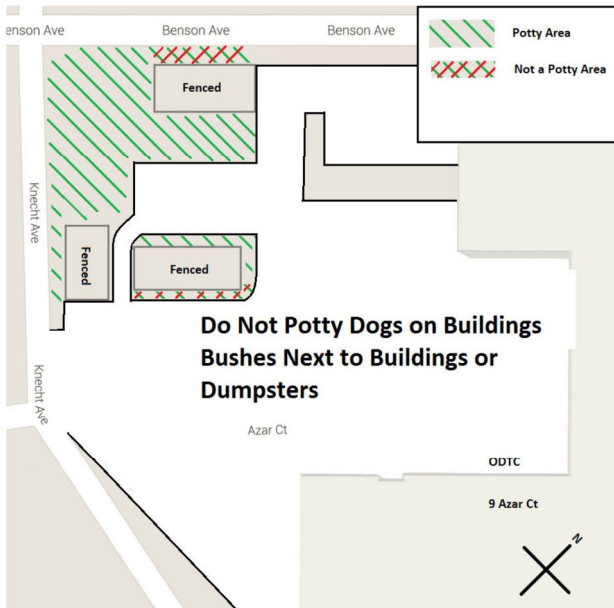 enson Ave
Benson Ave
Benson Ave
Potty Area
Not a Potty Area
Fenced
Knecht Ave
Fenced
Fenced
Do Not Potty Dogs on Buildings
Bushes Next to Buildings or
Dumpsters
Knecht Ave
Azar Ct
ODTC
9 Azar Ct
N